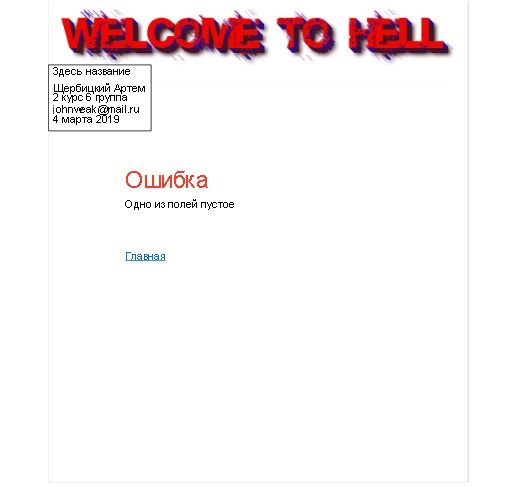 WELCOME TO HELL
Здесь название
Щербицкий Артем
2 курс 6 группа
johnyeak@mail.ru
4 марта 2019
Ошибка
Одно из полей пустое
Главная